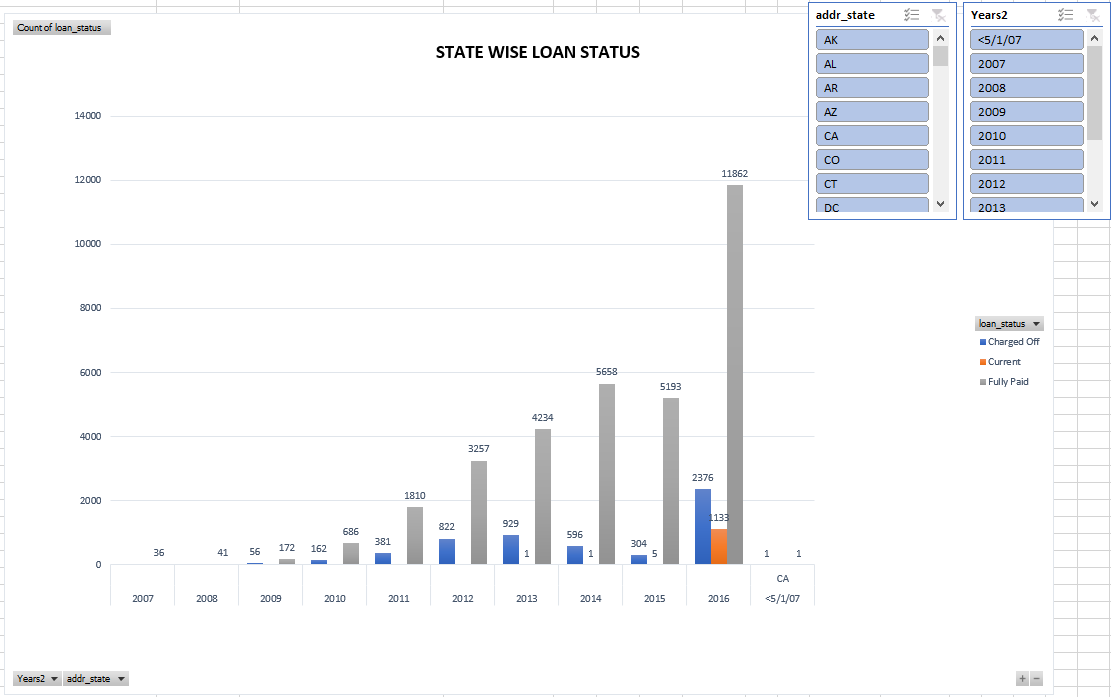 Count of loan_status
STATE WISE LOAN STATUS
addr_state
AK
AL
AR
AZ
CA
CO
CT
DC
Years2
<5/1/07
2007
2008
2009
2010
2011
2012
2013
14000
12000
10000
8000
6000
4000
2000
0
36
41
56
172
162
686
381
1810
822
3257
929
1
4234
596
1
5658
304
5
5193
2376
1133
11862
1
1
CA
2007
2008
2009
2010
2011
2012
2013
2014
2015
2016
<5/1/07
loan_status
Charged Off
Current
Fully Paid
Years2
addr_state